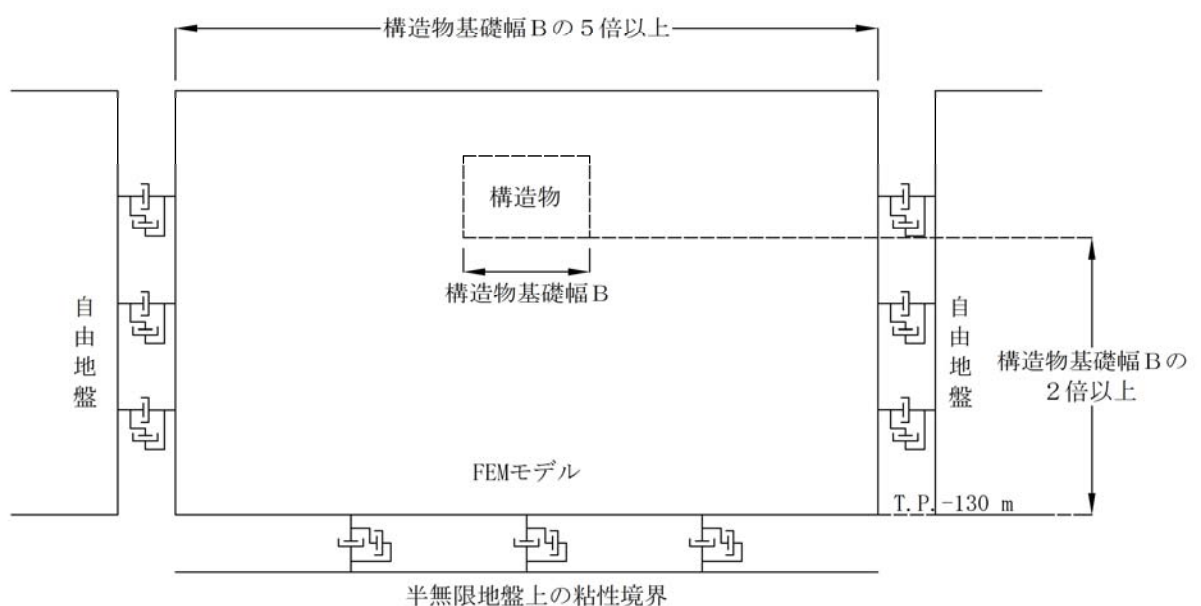 構造物基礎幅Ｂの５倍以上
構造物
構造物基礎幅Ｂ
自由地盤
自由地盤
構造物基礎幅Ｂの
２倍以上
FEMモデル
T.P.-130 m
半無限地盤上の粘性境界